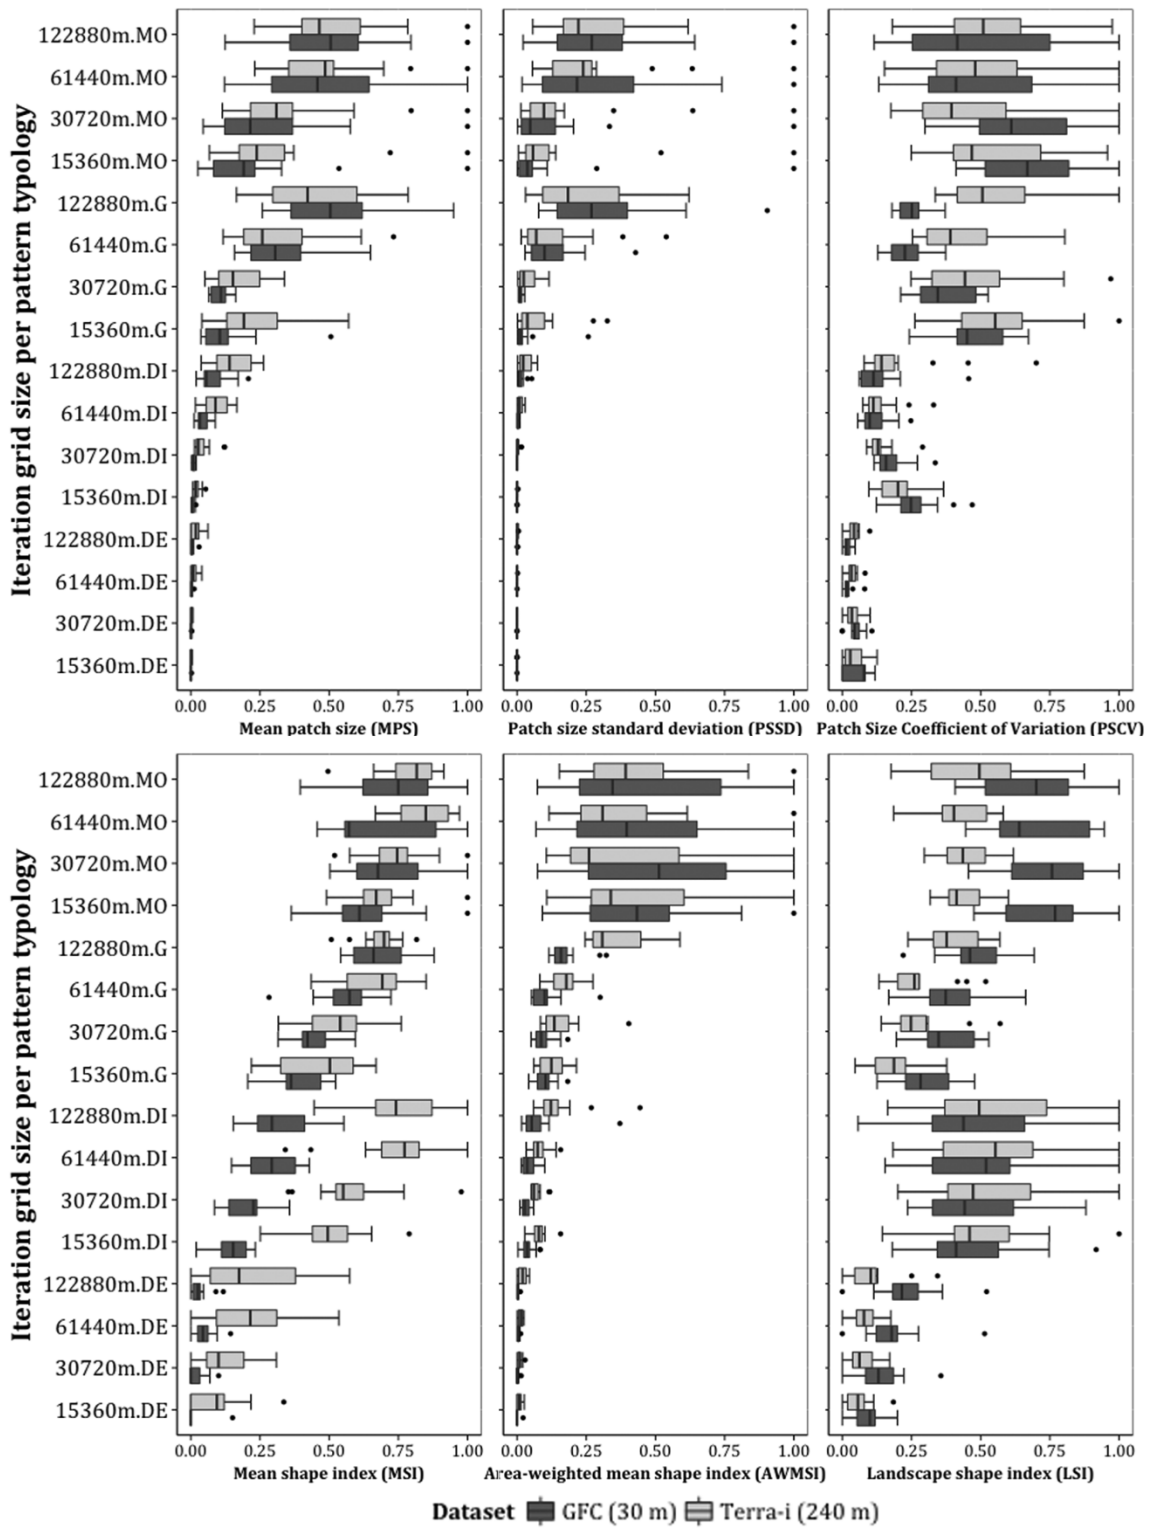 Iteration grid size per pattern typology
122880m.MO
61440m.MO
30720m.MO
15360m.MO
122880m.G
61440m.G
30720m.G
15360m.G
122880m.DI
61440m.DI
30720m.DI
15360m.DI
122880m.DE
61440m.DE
30720m.DE
15360m.DE
0.00 0.25 0.50 0.75 1.00
Mean patch size (MPS)
0.00 0.25 0.50 0.75 1.00
Patch size standard deviation (PSSD)
0.00 0.25 0.50 0.75 1.00
Patch Size Coefficient of Variation (PSCV)
Iteration grid size per pattern typology
122880m.MO
61440m.MO
30720m.MO
15360m.MO
122880m.G
61440m.G
30720m.G
15360m.G
122880m.DI
61440m.DI
30720m.DI
15360m.DI
122880m.DE
61440m.DE
30720m.DE
15360m.DE
0.00 0.25 0.50 0.75 1.00
Mean shape index (MSI)
0.00 0.25 0.50 0.75 1.00
Area-weighted mean shape index (AWMSI)
0.00 0.25 0.50 0.75 1.00
Landscape shape index (LSI)
Dataset GFC (30 m) Terra-i (240 m)